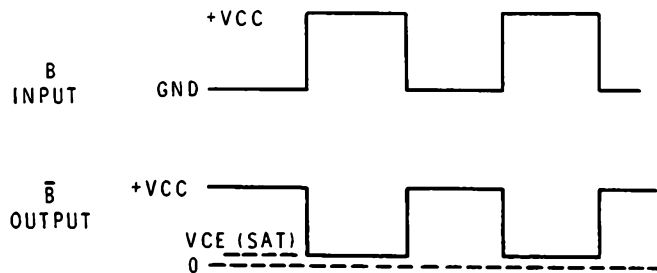 +VCC
B
INPUT
GND
B̅
OUTPUT
+VCC
VCE (SAT)
0